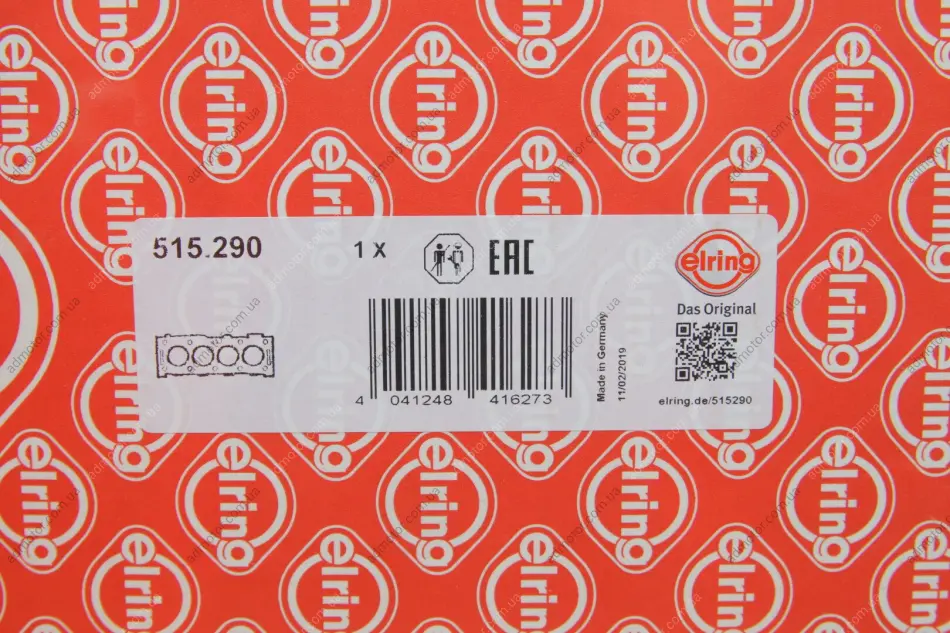 515.290
1 X
EAC
elring
Das Original
4 041248 416273
Made in Germany
11/02/2019
elring.de/515290